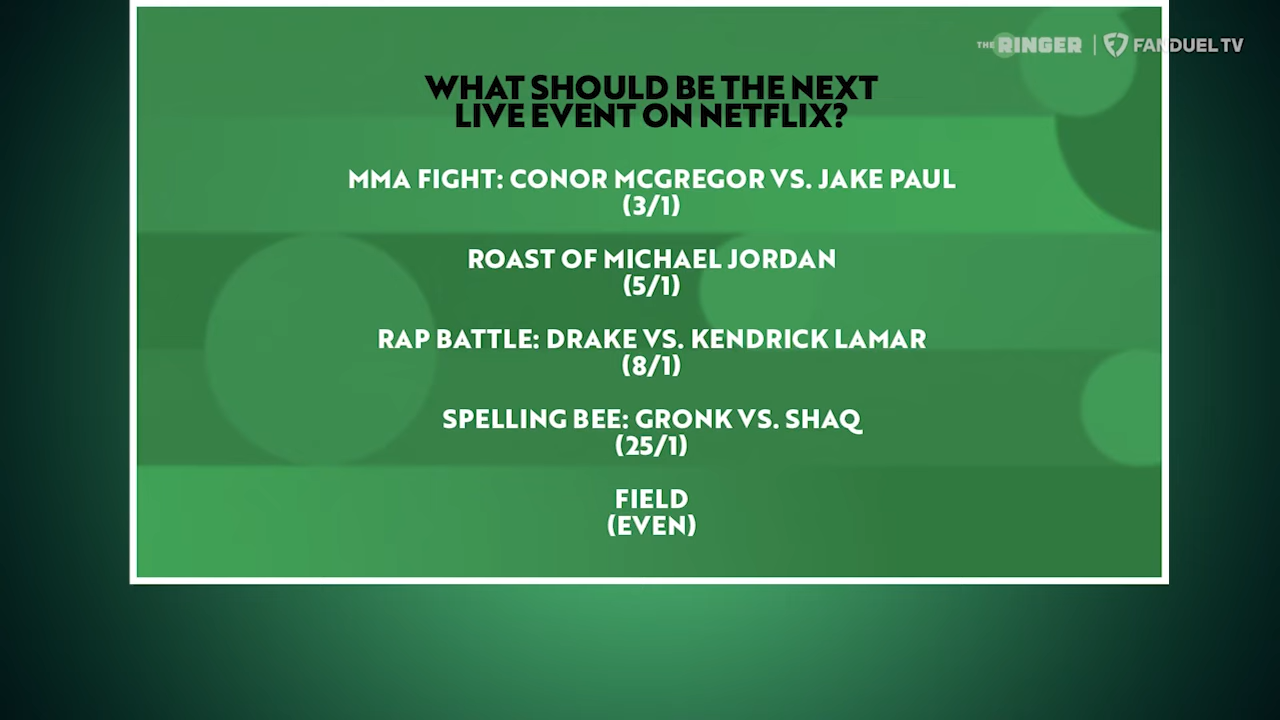 THE RINGER | FANDUEL TV
WHAT SHOULD BE THE NEXT
LIVE EVENT ON NETFLIX?
MMA FIGHT: CONOR MCGREGOR VS. JAKE PAUL
(3/1)
ROAST OF MICHAEL JORDAN
(5/1)
RAP BATTLE: DRAKE VS. KENDRICK LAMAR
(8/1)
SPELLING BEE: GRONK VS. SHAQ
(25/1)
FIELD
(EVEN)